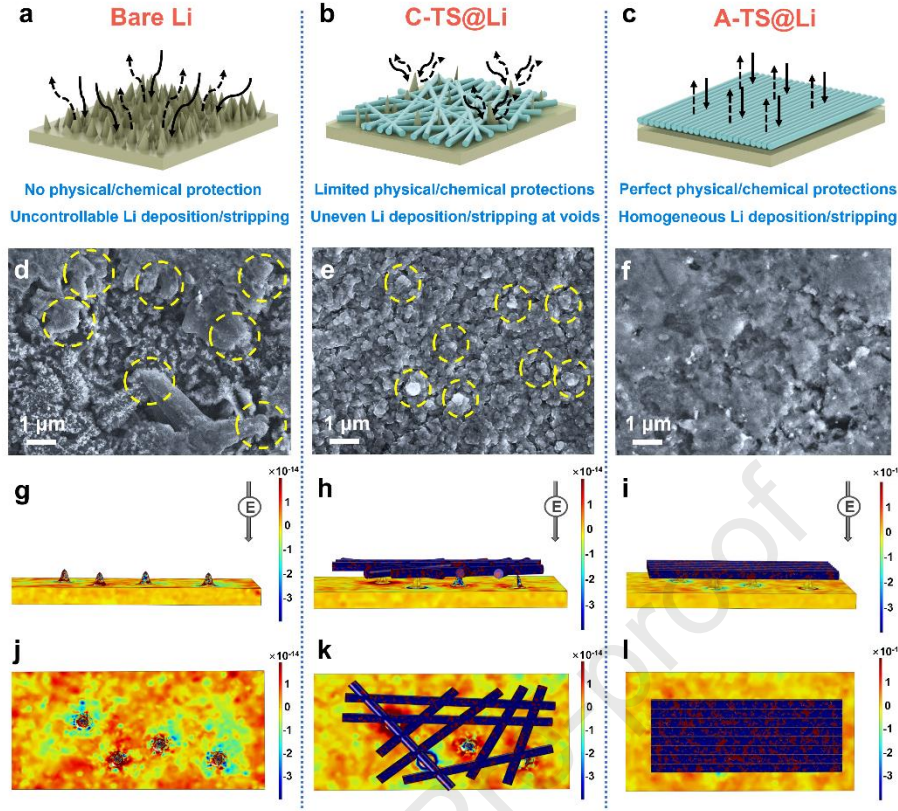 a Bare Li
b C-TS@Li
c A-TS@Li
No physical/chemical protection
Uncontrollable Li deposition/stripping
Limited physical/chemical protections
Uneven Li deposition/stripping at voids
Perfect physical/chemical protections
Homogeneous Li deposition/stripping
d
1 μm
e
1 μm
f
1 μm
g
E
×10⁻¹⁴
1
0
-1
-2
-3
h
E
×10⁻¹⁴
1
0
-1
-2
-3
i
E
×10⁻¹
1
0
-1
-2
-3
j
×10⁻¹⁴
1
0
-1
-2
-3
k
×10⁻¹⁴
1
0
-1
-2
-3
l
×10⁻¹
1
0
-1
-2
-3